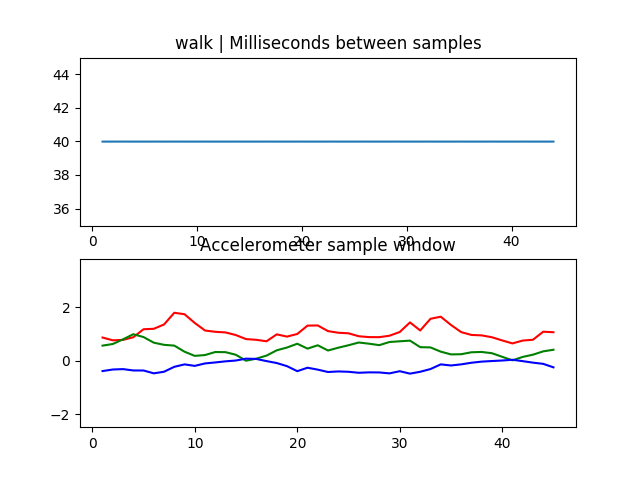 walk | Milliseconds between samples
44
42
40
38
36
0 10 20 30 40
Accelerometer sample window
2
0
−2
0 10 20 30 40